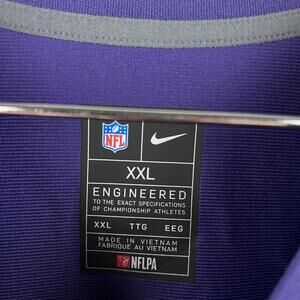 NFL
XXL
ENGINEERED
TO THE EXACT SPECIFICATIONS
OF CHAMPIONSHIP ATHLETES
XXL TTG EEG
MADE IN VIETNAM
FABRIQUE AU VIETNAM
NFLPA